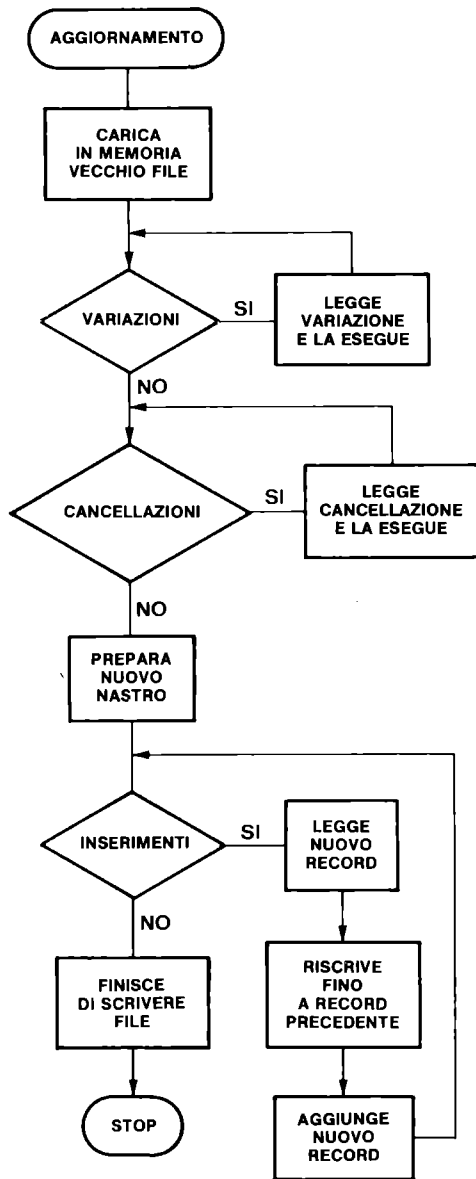 AGGIORNAMENTO
CARICA
IN MEMORIA
VECCHIO FILE
VARIAZIONI
SI
LEGGE
VARIAZIONE
E LA ESEGUE
NO
CANCELLAZIONI
SI
LEGGE
CANCELLAZIONE
E LA ESEGUE
NO
PREPARA
NUOVO
NASTRO
INSERIMENTI
SI
LEGGE
NUOVO
RECORD
NO
RISCRIVE
FINO
A RECORD
PRECEDENTE
FINISCE
DI SCRIVERE
FILE
AGGIUNGE
NUOVO
RECORD
STOP